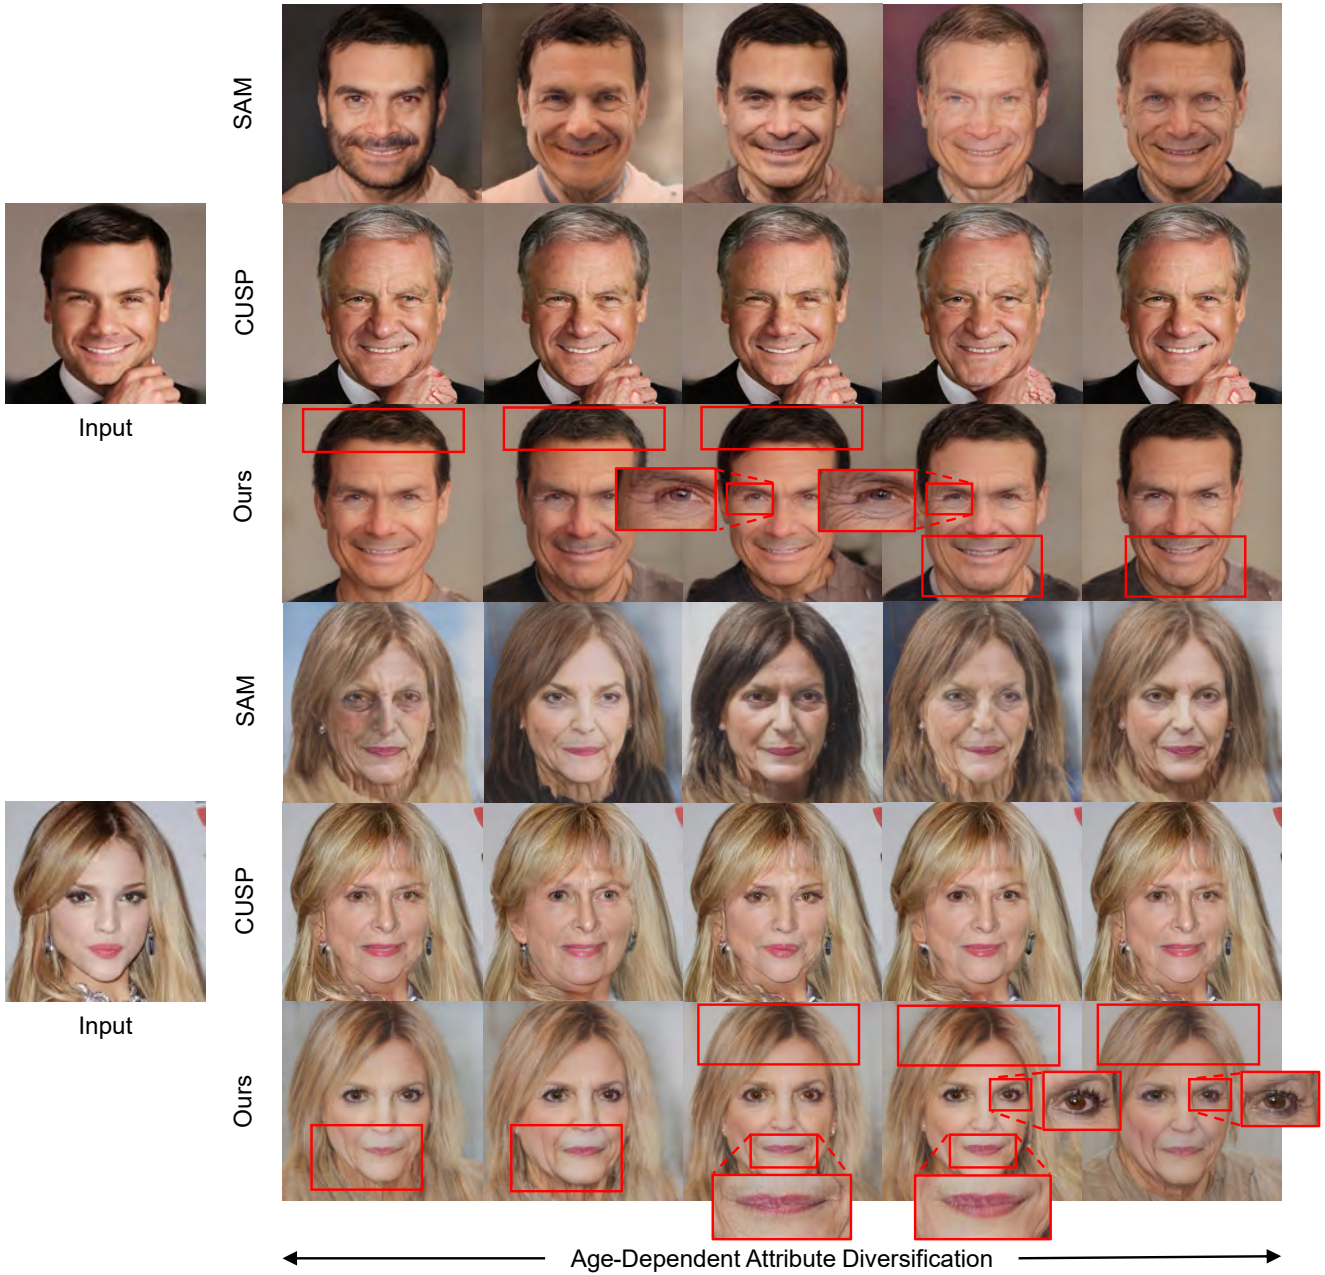 SAM
CUSP
Input
Ours
SAM
CUSP
Input
Ours
Age-Dependent Attribute Diversification